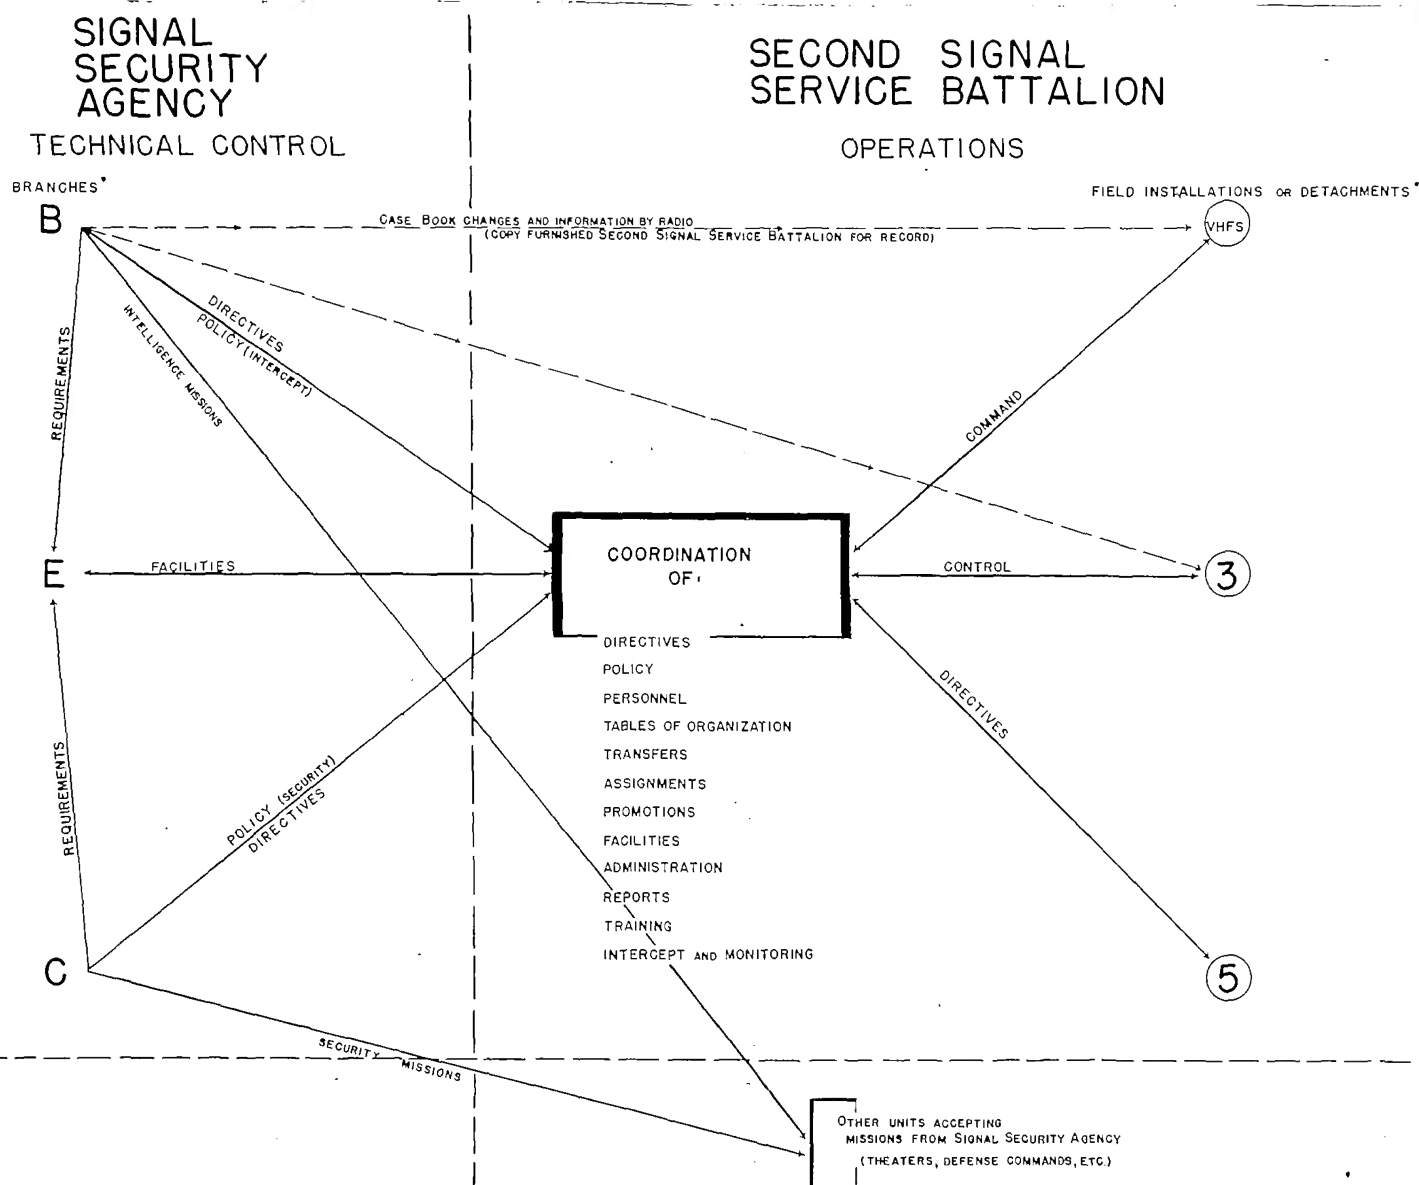 SIGNAL
SECURITY
AGENCY
TECHNICAL CONTROL
SECOND SIGNAL
SERVICE BATTALION
OPERATIONS
BRANCHES
FIELD INSTALLATIONS OR DETACHMENTS
B
CASE BOOK CHANGES AND INFORMATION BY RADIO
(COPY FURNISHED SECOND SIGNAL SERVICE BATTALION FOR RECORD)
VHFS
DIRECTIVES
POLICY (INTERCEPT)
INTELLIGENCE MISSIONS
REQUIREMENTS
COMMAND
E
FACILITIES
COORDINATION
OF:
CONTROL
3
DIRECTIVES
POLICY
PERSONNEL
TABLES OF ORGANIZATION
TRANSFERS
ASSIGNMENTS
PROMOTIONS
FACILITIES
ADMINISTRATION
REPORTS
TRAINING
INTERCEPT AND MONITORING
DIRECTIVES
REQUIREMENTS
POLICY (SECURITY)
DIRECTIVES
C
5
SECURITY MISSIONS
OTHER UNITS ACCEPTING
MISSIONS FROM SIGNAL SECURITY AGENCY
(THEATERS, DEFENSE COMMANDS, ETC.)